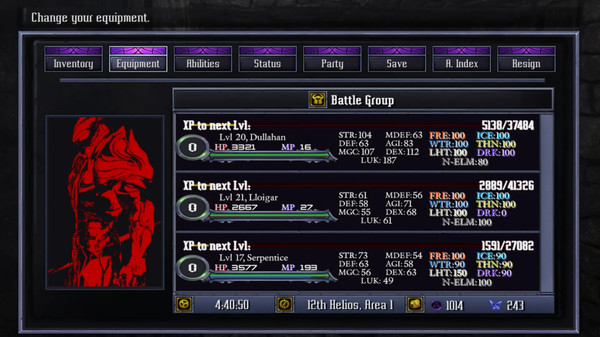 Change your equipment.
Inventory Equipment Abilities Status Party Save A. Index Resign
Battle Group
XP to next Lvl: 5138/37484
Lvl 20, Dullahan
0 HP 3321 MP 16
STR:104 MDEF:63 FRE:100 ICE:100
DEF:63 AGI:83 WTR:100 THN:100
MGC:107 DEX:112 LHT:100 DRK:100
LUK:187 N-ELM:80
XP to next Lvl: 2889/41326
Lvl 21, Lloigar
0 HP 2667 MP 27
STR:61 MDEF:56 FRE:100 ICE:100
DEF:58 AGI:71 WTR:100 THN:100
MGC:55 DEX:68 LHT:100 DRK:0
LUK:61 N-ELM:100
XP to next Lvl: 1591/27082
Lvl 17, Serpentice
0 HP 3577 MP 193
STR:73 MDEF:54 FRE:100 ICE:90
DEF:63 AGI:58 WTR:90 THN:90
MGC:56 DEX:63 LHT:150 DRK:90
LUK:49 N-ELM:100
4:40:50 12th Helios, Area 1 1014 243